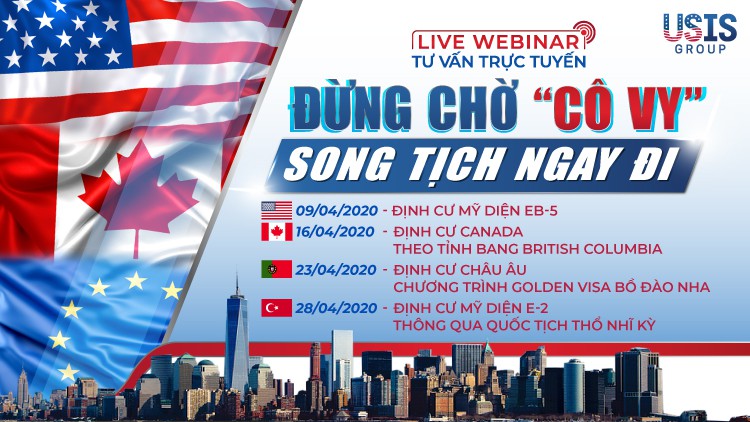 LIVE WEBINAR
TƯ VẤN TRỰC TUYẾN
USIS
GROUP
ĐỪNG CHỜ “CÔ VY”
SONG TỊCH NGAY ĐI
09/04/2020 - ĐỊNH CƯ MỸ DIỆN EB-5
16/04/2020 - ĐỊNH CƯ CANADA
THEO TỈNH BANG BRITISH COLUMBIA
23/04/2020 - ĐỊNH CƯ CHÂU ÂU
CHƯƠNG TRÌNH GOLDEN VISA BỒ ĐÀO NHA
28/04/2020 - ĐỊNH CƯ MỸ DIỆN E-2
THÔNG QUA QUỐC TỊCH THỔ NHĨ KỲ